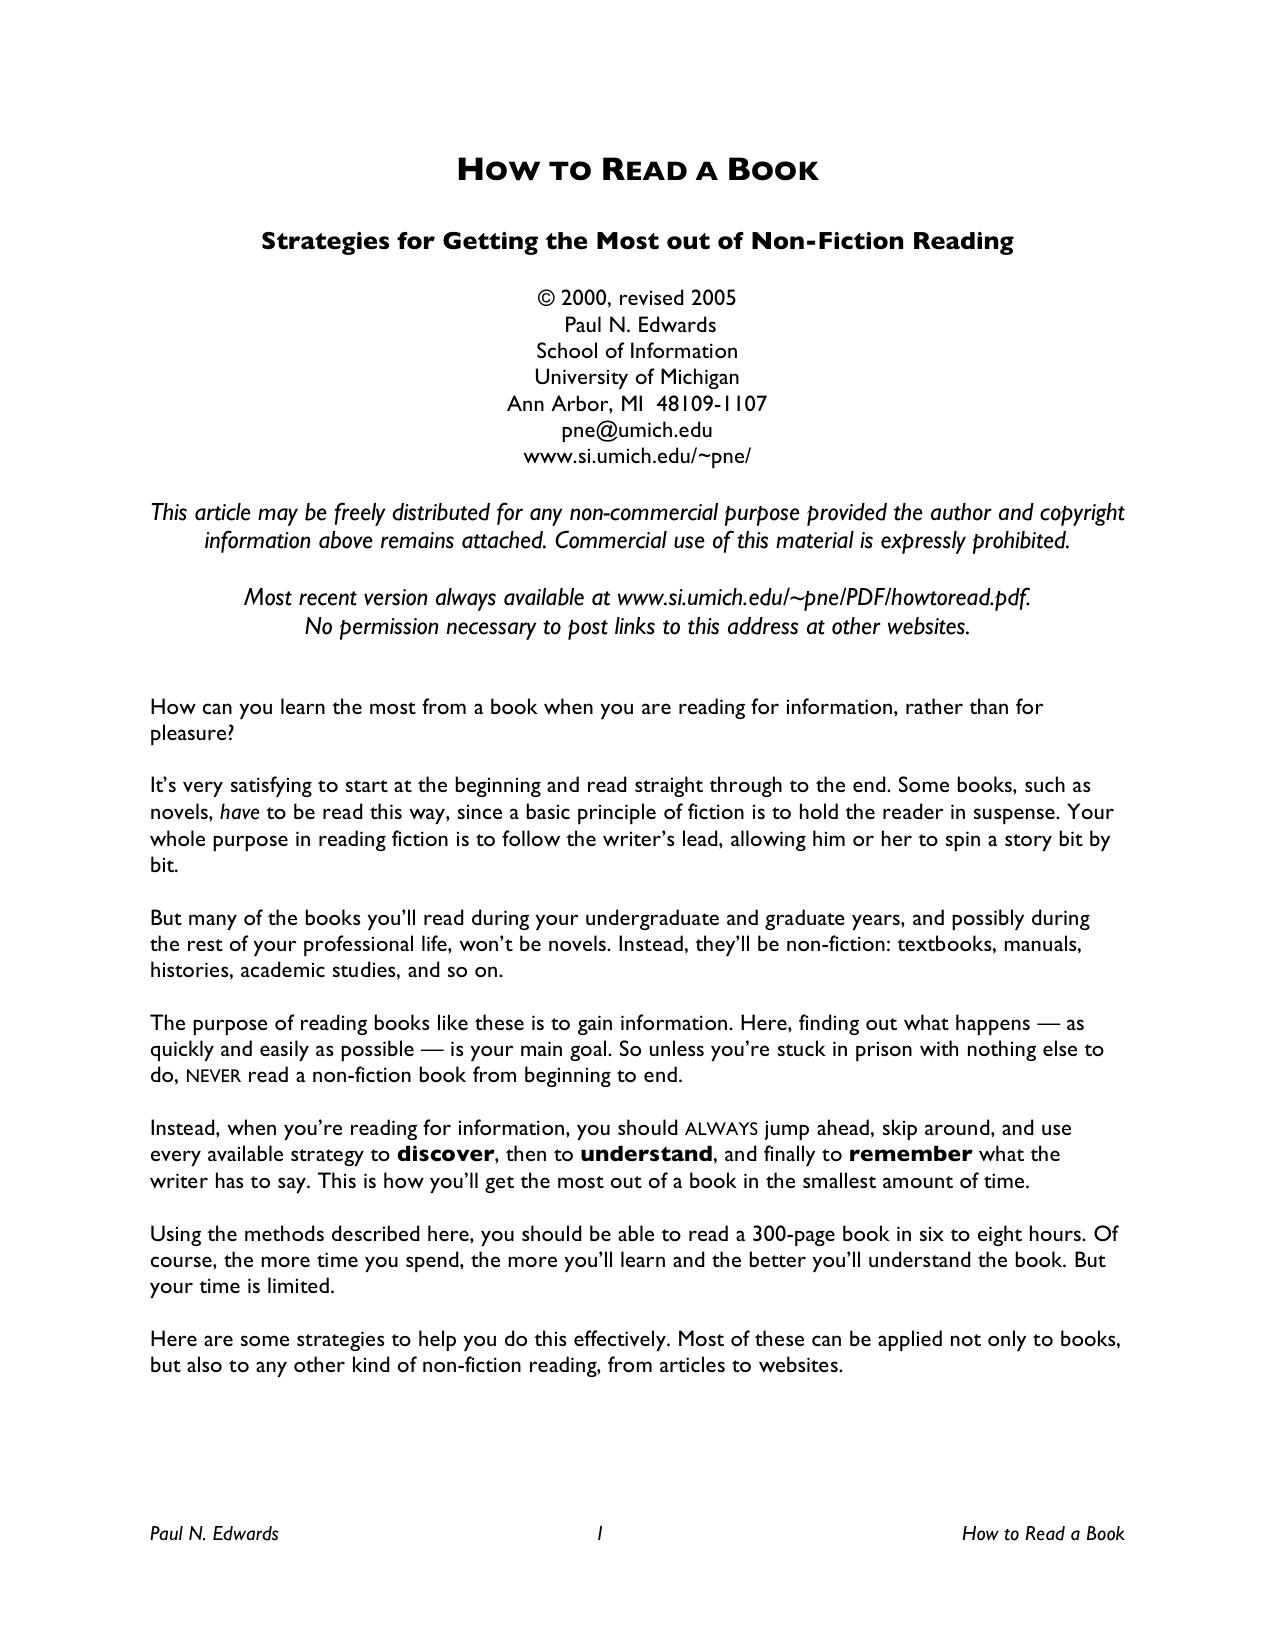 HOW TO READ A BOOK
Strategies for Getting the Most out of Non-Fiction Reading
© 2000, revised 2005
Paul N. Edwards
School of Information
University of Michigan
Ann Arbor, MI  48109-1107
pne@umich.edu
www.si.umich.edu/~pne/
This article may be freely distributed for any non-commercial purpose provided the author and copyright
information above remains attached. Commercial use of this material is expressly prohibited.
Most recent version always available at www.si.umich.edu/~pne/PDF/howtoread.pdf.
No permission necessary to post links to this address at other websites.
How can you learn the most from a book when you are reading for information, rather than for
pleasure?
It’s very satisfying to start at the beginning and read straight through to the end. Some books, such as
novels, have to be read this way, since a basic principle of fiction is to hold the reader in suspense. Your
whole purpose in reading fiction is to follow the writer’s lead, allowing him or her to spin a story bit by
bit.
But many of the books you’ll read during your undergraduate and graduate years, and possibly during
the rest of your professional life, won’t be novels. Instead, they’ll be non-fiction: textbooks, manuals,
histories, academic studies, and so on.
The purpose of reading books like these is to gain information. Here, finding out what happens — as
quickly and easily as possible — is your main goal. So unless you’re stuck in prison with nothing else to
do, NEVER read a non-fiction book from beginning to end.
Instead, when you’re reading for information, you should ALWAYS jump ahead, skip around, and use
every available strategy to discover, then to understand, and finally to remember what the
writer has to say. This is how you’ll get the most out of a book in the smallest amount of time.
Using the methods described here, you should be able to read a 300-page book in six to eight hours. Of
course, the more time you spend, the more you’ll learn and the better you’ll understand the book. But
your time is limited.
Here are some strategies to help you do this effectively. Most of these can be applied not only to books,
but also to any other kind of non-fiction reading, from articles to websites.
Paul N. Edwards 1 How to Read a Book